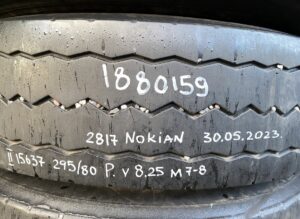 1880159
2817 NOKIAN 30.05.2023.
II 15637 295/80 P. V 8,25 M 7-8